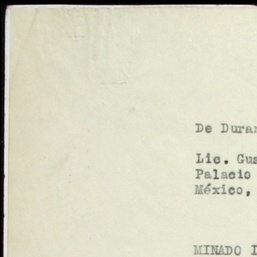 De Duran
Lic. Gus
Palacio
México,
MINADO I